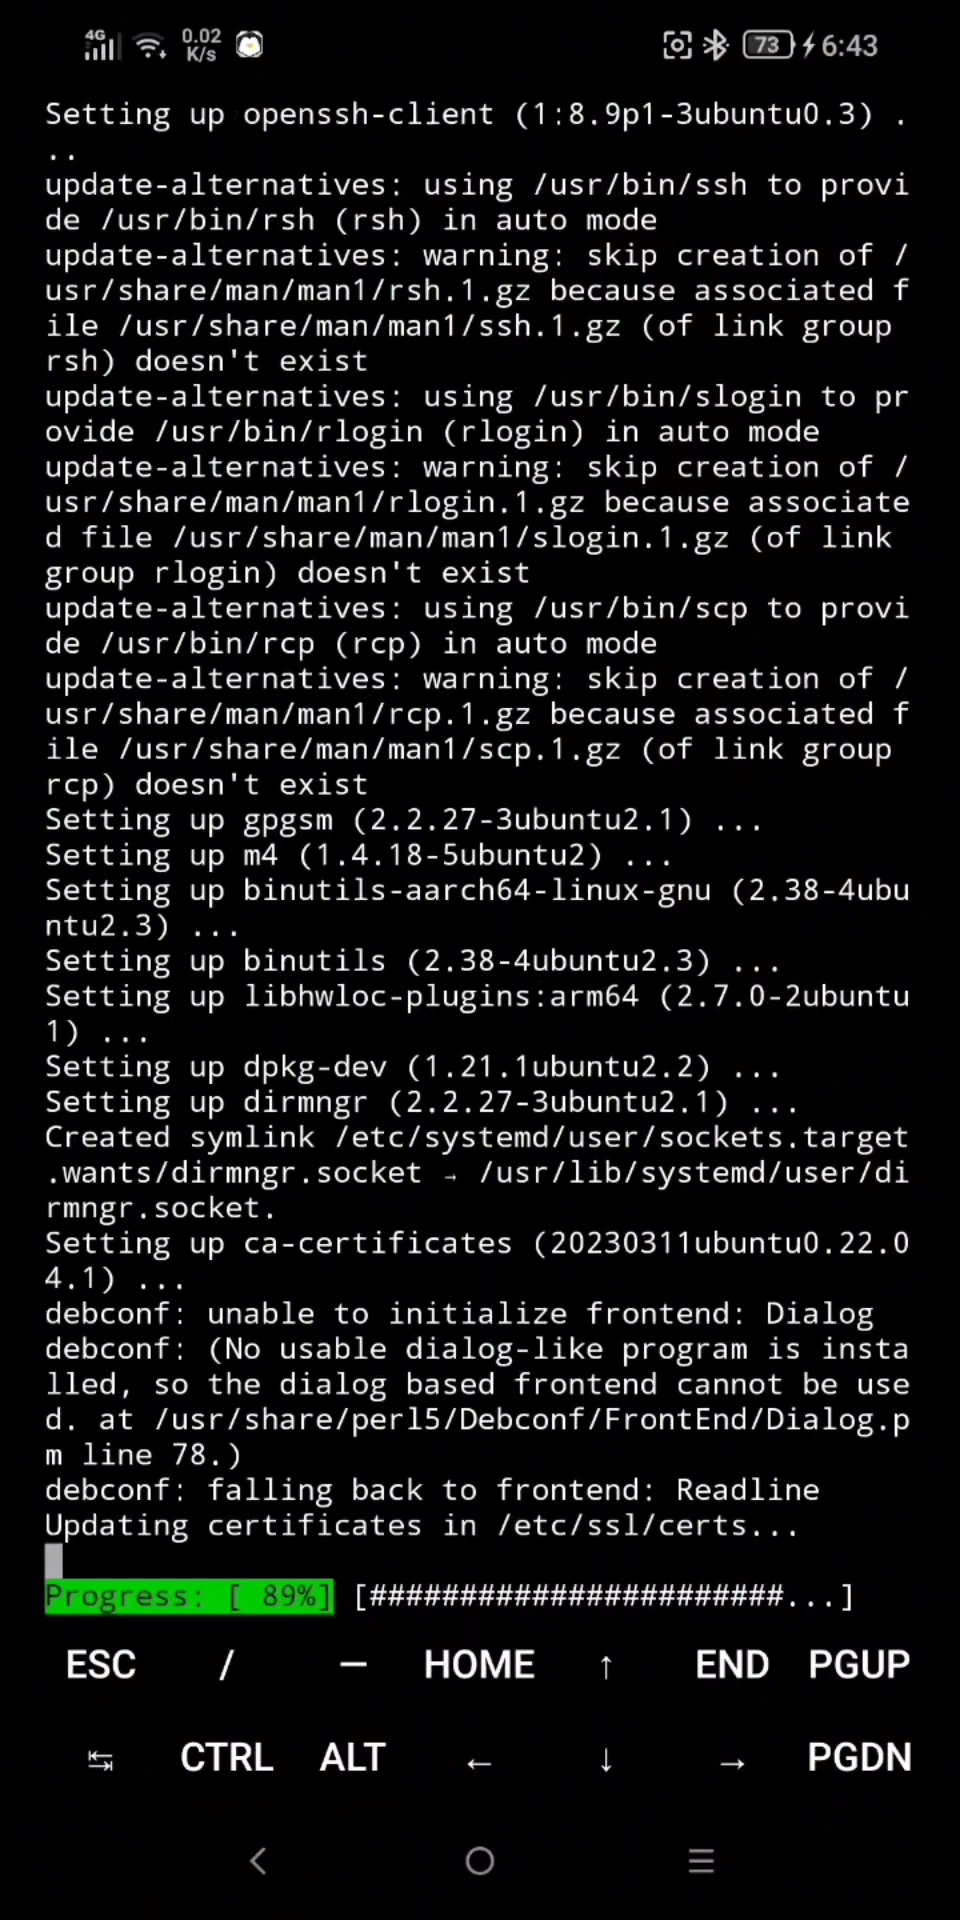 4G 0.02 K/s 73 6:43
Setting up openssh-client (1:8.9p1-3ubuntu0.3) .
..
update-alternatives: using /usr/bin/ssh to provi
de /usr/bin/rsh (rsh) in auto mode
update-alternatives: warning: skip creation of /
usr/share/man/man1/rsh.1.gz because associated f
ile /usr/share/man/man1/ssh.1.gz (of link group
rsh) doesn't exist
update-alternatives: using /usr/bin/slogin to pr
ovide /usr/bin/rlogin (rlogin) in auto mode
update-alternatives: warning: skip creation of /
usr/share/man/man1/rlogin.1.gz because associate
d file /usr/share/man/man1/slogin.1.gz (of link
group rlogin) doesn't exist
update-alternatives: using /usr/bin/scp to provi
de /usr/bin/rcp (rcp) in auto mode
update-alternatives: warning: skip creation of /
usr/share/man/man1/rcp.1.gz because associated f
ile /usr/share/man/man1/scp.1.gz (of link group
rcp) doesn't exist
Setting up gpgsm (2.2.27-3ubuntu2.1) ...
Setting up m4 (1.4.18-5ubuntu2) ...
Setting up binutils-aarch64-linux-gnu (2.38-4ubu
ntu2.3) ...
Setting up binutils (2.38-4ubuntu2.3) ...
Setting up libhwloc-plugins:arm64 (2.7.0-2ubuntu
1) ...
Setting up dpkg-dev (1.21.1ubuntu2.2) ...
Setting up dirmngr (2.2.27-3ubuntu2.1) ...
Created symlink /etc/systemd/user/sockets.target
.wants/dirmngr.socket → /usr/lib/systemd/user/di
rmngr.socket.
Setting up ca-certificates (20230311ubuntu0.22.0
4.1) ...
debconf: unable to initialize frontend: Dialog
debconf: (No usable dialog-like program is insta
lled, so the dialog based frontend cannot be use
d. at /usr/share/perl5/Debconf/FrontEnd/Dialog.p
m line 78.)
debconf: falling back to frontend: Readline
Updating certificates in /etc/ssl/certs...
Progress: [ 89%] [#######################...]
ESC / — HOME ↑ END PGUP
↹ CTRL ALT ← ↓ → PGDN